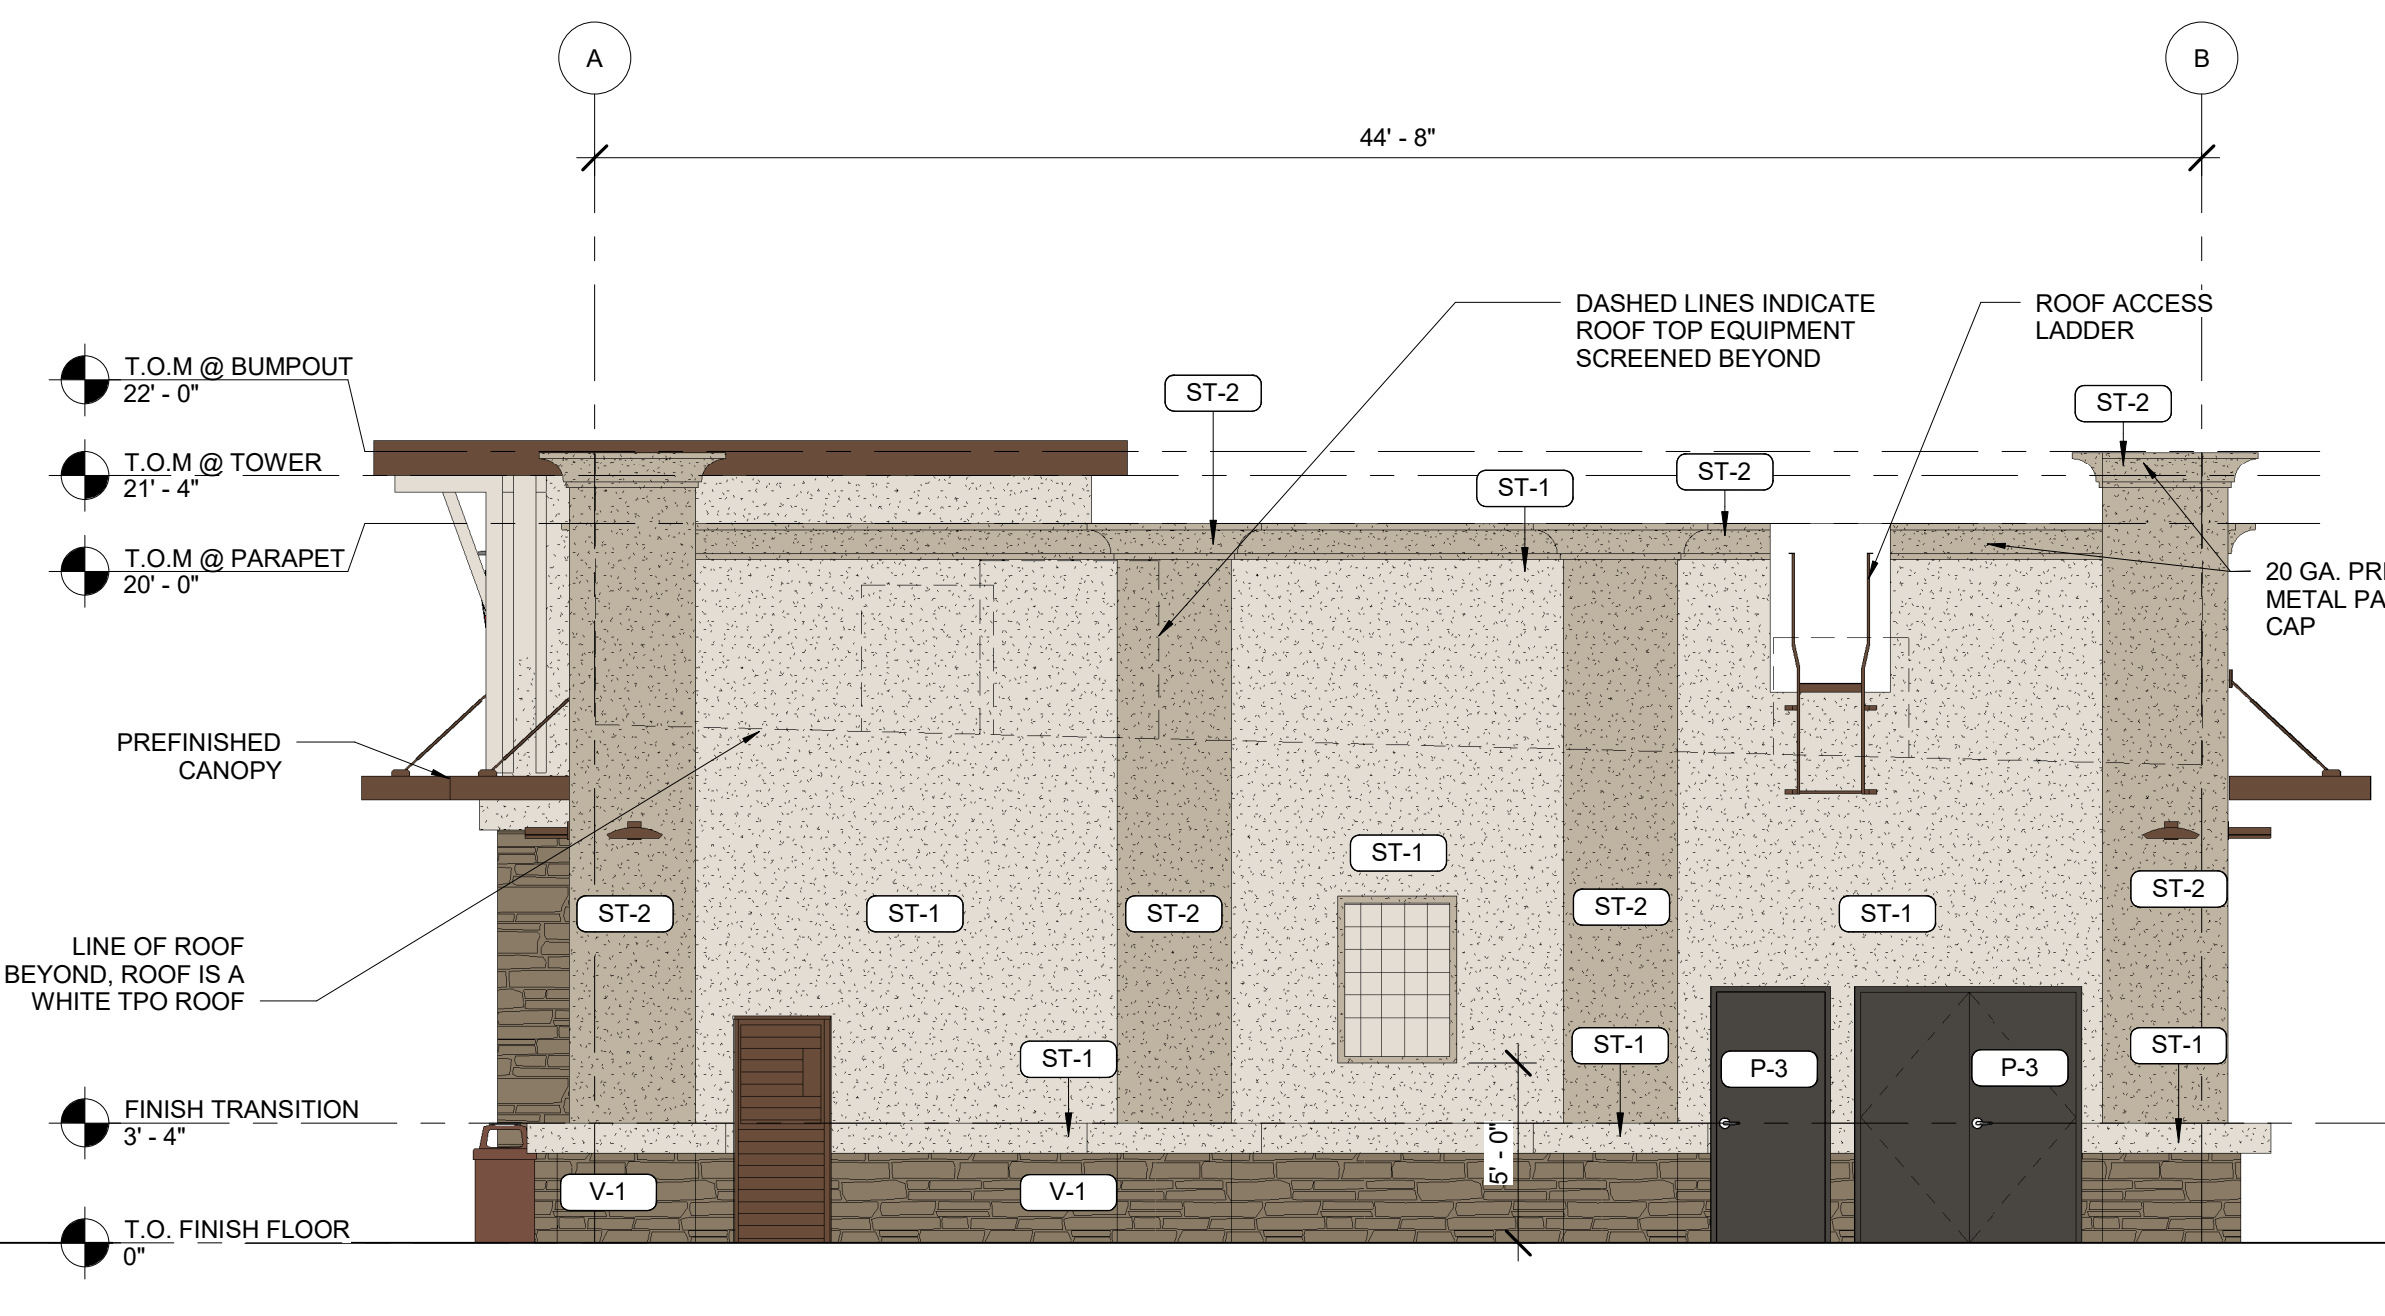 A
B
44' - 8"
DASHED LINES INDICATE
ROOF TOP EQUIPMENT
SCREENED BEYOND
ROOF ACCESS
LADDER
T.O.M @ BUMPOUT
22' - 0"
ST-2
ST-2
T.O.M @ TOWER
21' - 4"
ST-1
ST-2
T.O.M @ PARAPET
20' - 0"
20 GA.
METAL
CAP
PREFINISHED
CANOPY
ST-1
ST-2
ST-1
ST-2
ST-2
ST-1
ST-2
LINE OF ROOF
BEYOND, ROOF IS A
WHITE TPO ROOF
ST-1
ST-1
P-3
P-3
ST-1
FINISH TRANSITION
3' - 4"
5' - 0"
V-1
V-1
T.O. FINISH FLOOR
0"